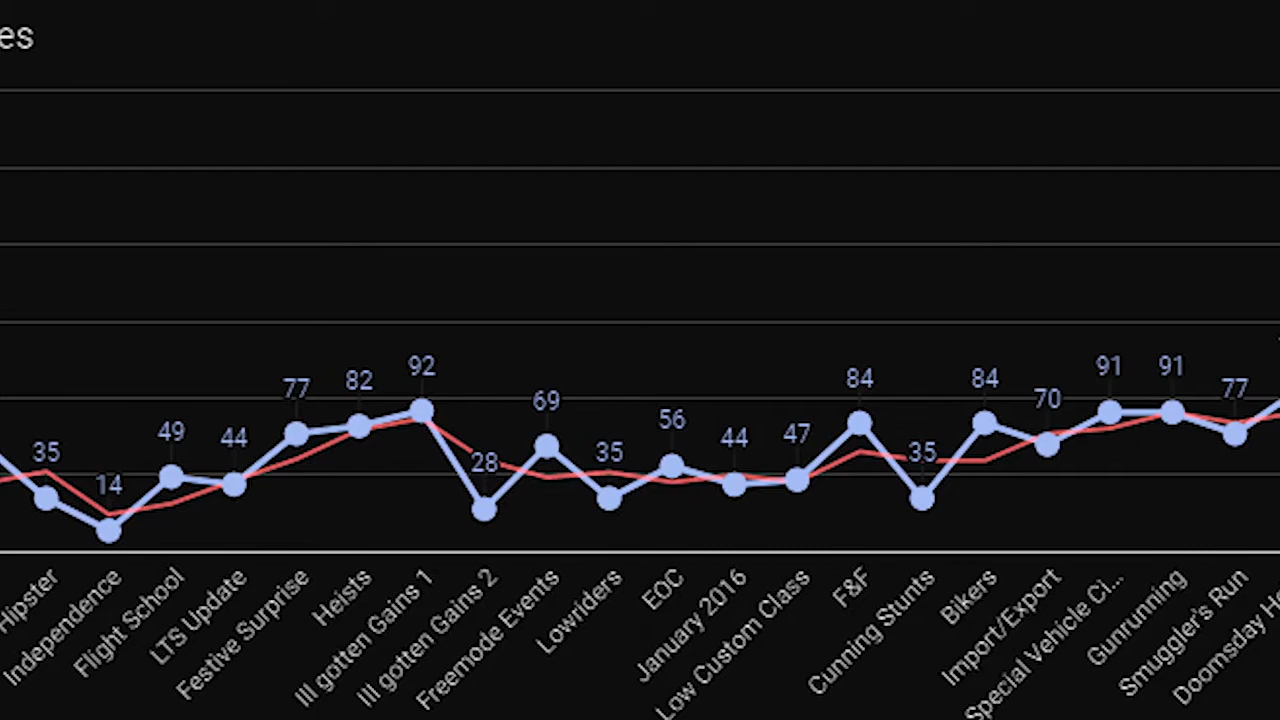 es
92
91
91
82
84
84
77
77
69
70
49
44
56
44
47
35
28
35
35
14
Hipster
Independence
Flight School
LTS Update
Festive Surprise
Heists
Ill gotten Gains 1
Ill gotten Gains 2
Freemode Events
Lowriders
EOC
January 2016
Low Custom Class
F&F
Cunning Stunts
Bikers
Import/Export
Special Vehicle Ci...
Gunrunning
Smuggler's Run
Doomsday He